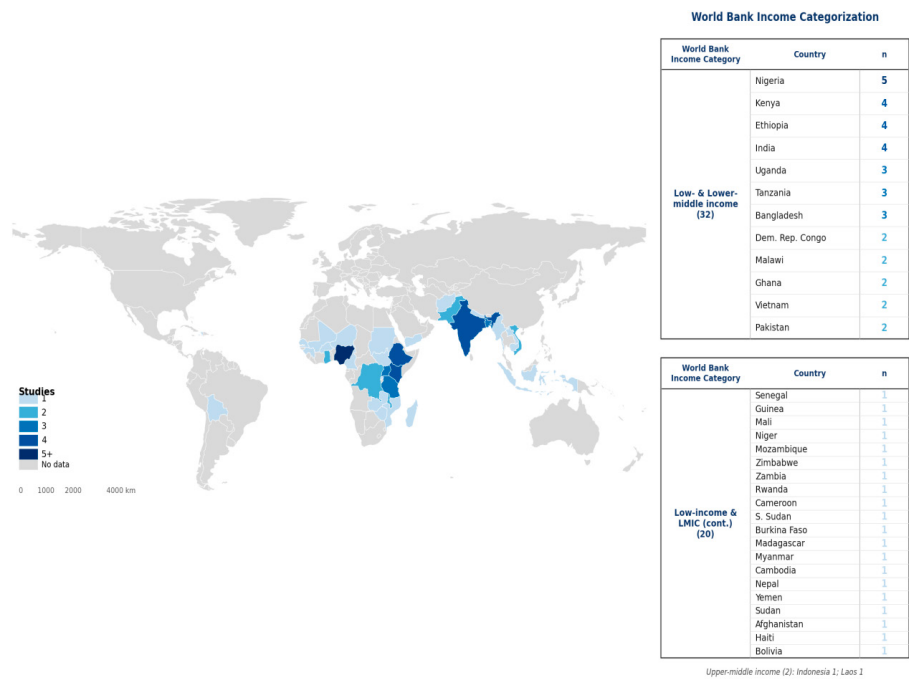 World Bank Income Categorization
World Bank
Income Category
Country
n
Low- & Lower-
middle income
(32)
Nigeria 5
Kenya 4
Ethiopia 4
India 4
Uganda 3
Tanzania 3
Bangladesh 3
Dem. Rep. Congo 2
Malawi 2
Ghana 2
Vietnam 2
Pakistan 2
World Bank
Income Category
Country
n
Low-income &
LMIC (cont.)
(20)
Senegal 1
Guinea 1
Mali 1
Niger 1
Mozambique 1
Zimbabwe 1
Zambia 1
Rwanda 1
Cameroon 1
S. Sudan 1
Burkina Faso 1
Madagascar 1
Myanmar 1
Cambodia 1
Nepal 1
Yemen 1
Sudan 1
Afghanistan 1
Haiti 1
Bolivia 1
Upper-middle income (2): Indonesia 1; Laos 1
Studies
1
2
3
4
5+
No data
0 1000 2000 4000 km